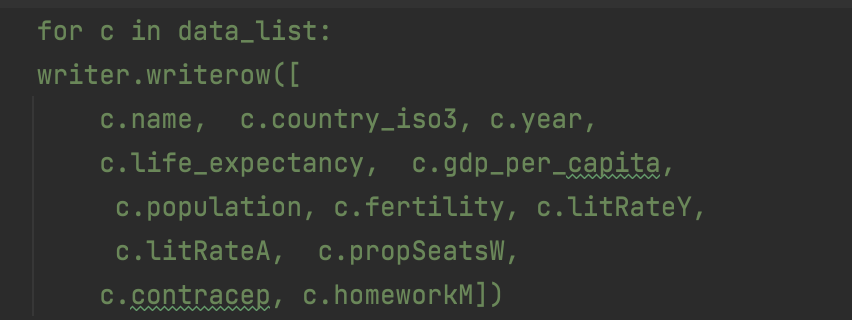 for c in data_list:
writer.writerow([
c.name, c.country_iso3, c.year,
c.life_expectancy, c.gdp_per_capita,
c.population, c.fertility, c.litRateY,
c.litRateA, c.propSeatsW,
c.contracep, c.homeworkM])